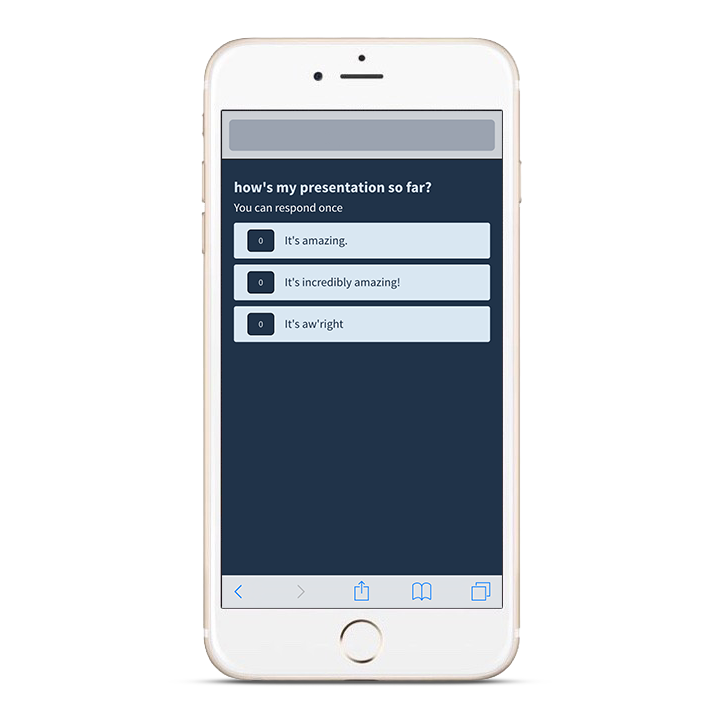 how's my presentation so far?
You can respond once
0 It's amazing.
0 It's incredibly amazing!
0 It's aw'right